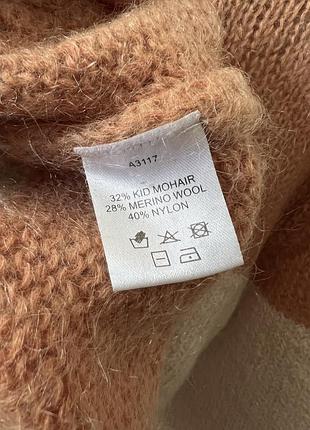 A3117
32% KID MOHAIR
28% MERINO WOOL
40% NYLON